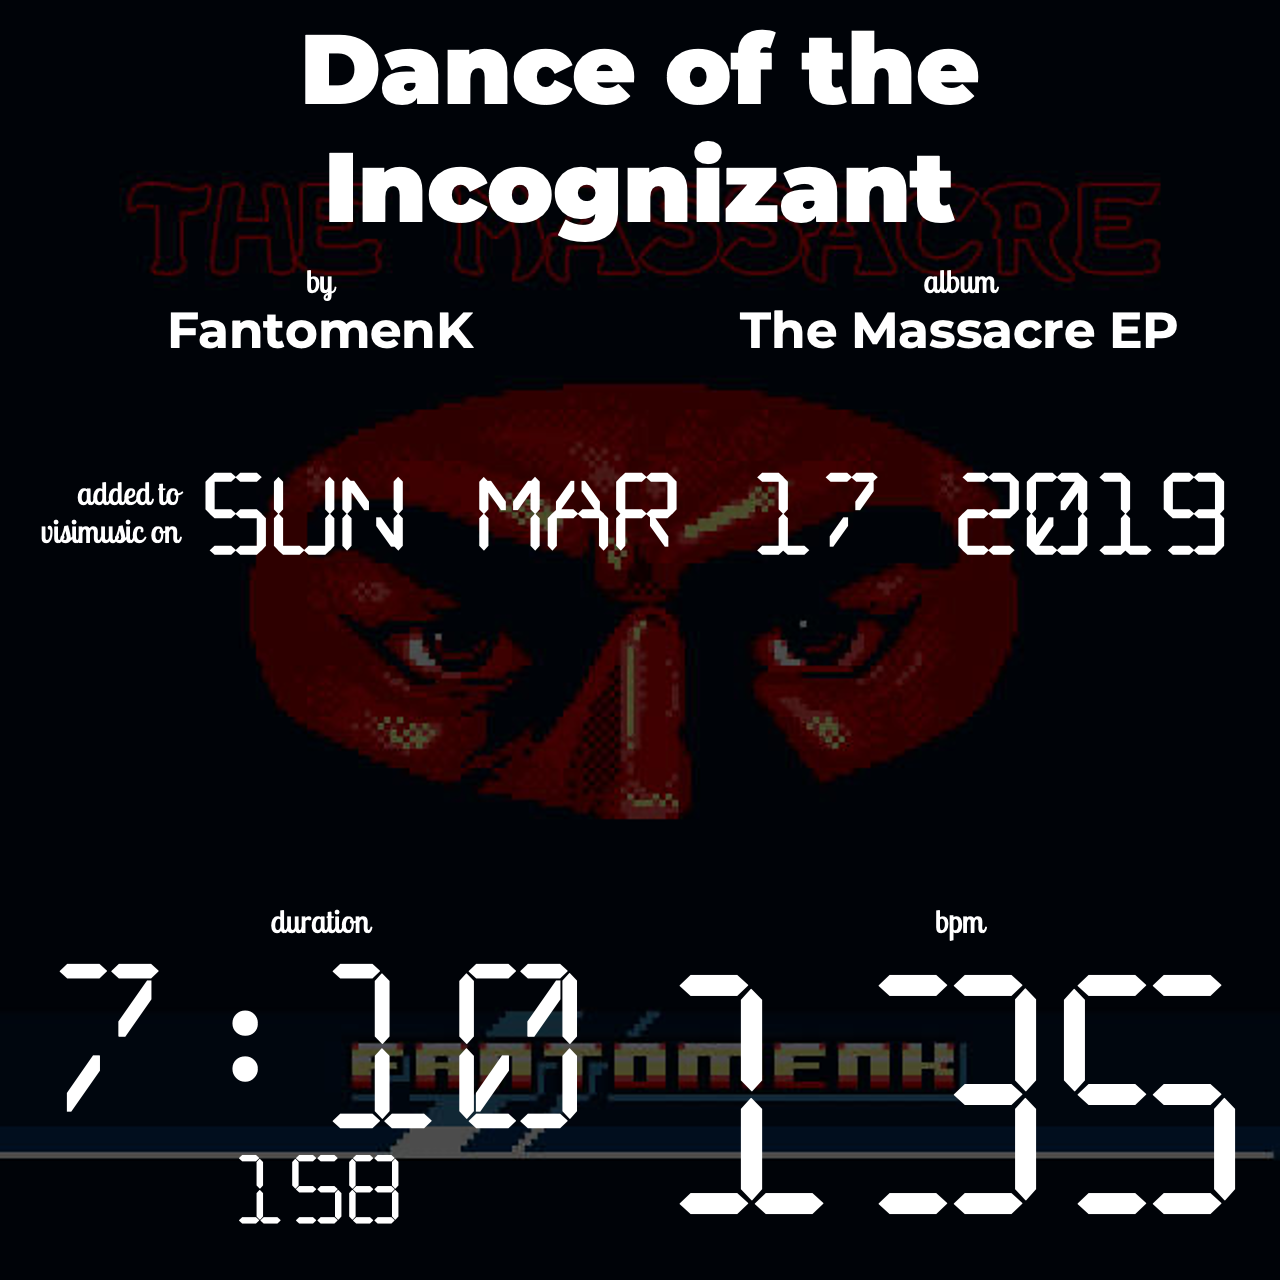 Dance of the
Incognizant
THE MASSACRE
by
FantomenK
album
The Massacre EP
added to
visimusic on
SUN MAR 17 2019
duration
7:10
158
bpm
135
FANTOMENK